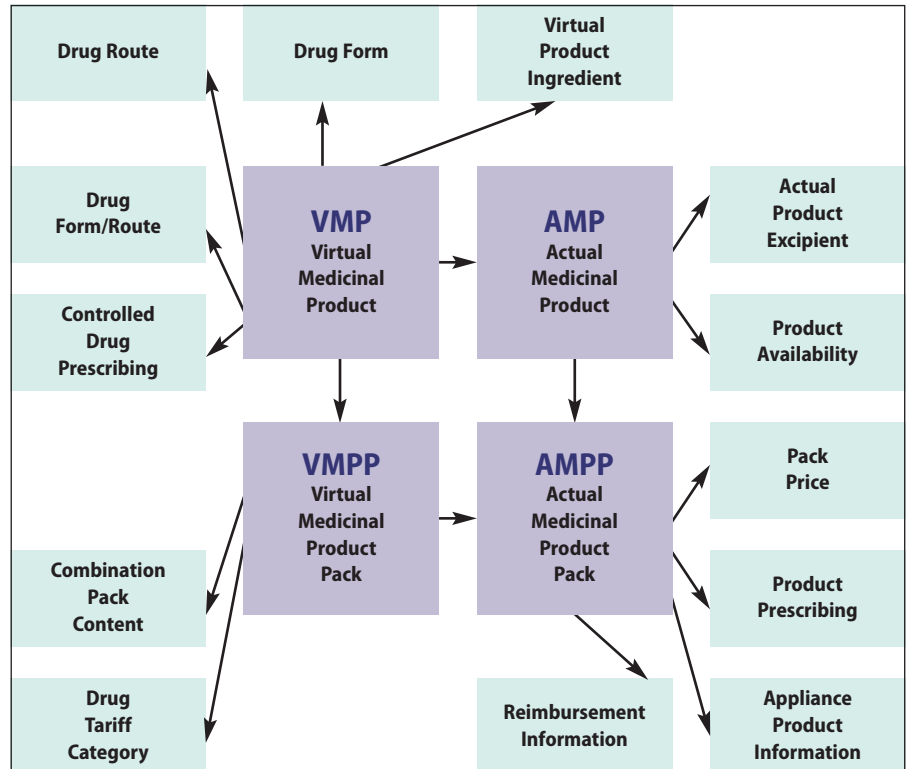 Drug Route
Drug Form
Virtual
Product
Ingredient
Drug
Form/Route
VMP
Virtual
Medicinal
Product
AMP
Actual
Medicinal
Product
Actual
Product
Excipient
Controlled
Drug
Prescribing
Product
Availability
VMPP
Virtual
Medicinal
Product
Pack
AMPP
Actual
Medicinal
Product
Pack
Pack
Price
Combination
Pack
Content
Product
Prescribing
Drug
Tariff
Category
Reimbursement
Information
Appliance
Product
Information